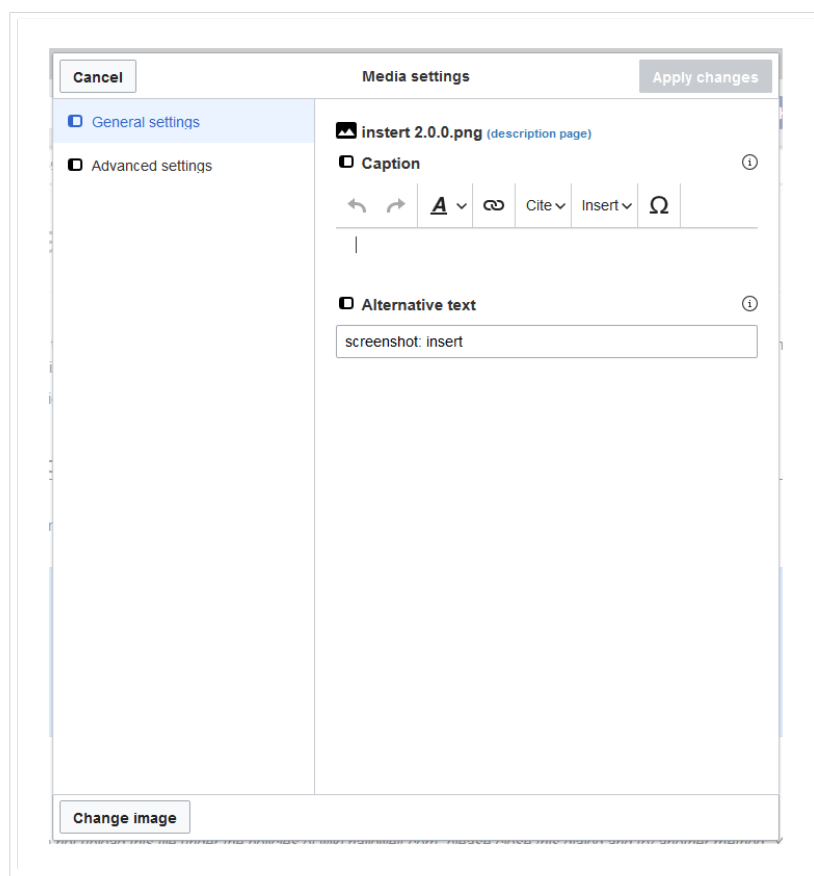 Cancel
Media settings
Apply changes
General settings
Advanced settings
instert 2.0.0.png (description page)
Caption
A
Cite
Insert
Ω
Alternative text
screenshot: insert
Change image